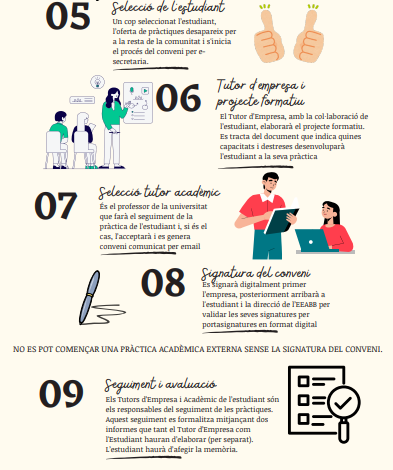 05
Selecció de l'estudiant
Un cop seleccionat l'estudiant,
l'oferta de pràctiques desapareix per
a la resta de la comunitat i s'inicia
el procés del conveni per e-
secretaria.
06
Tutor d'empresa i
projecte formatiu
El Tutor d'Empresa, amb la col·laboració de
l'estudiant, elaborarà el projecte formatiu.
Es tracta del document que indica quines
capacitats i destreses desenvoluparà
l'estudiant a la seva pràctica
07
Selecció tutor acadèmic
És el professor de la universitat
que farà el seguiment de la
pràctica de l'estudiant i, si és el
cas, l'acceptarà i es genera
conveni comunicat per email
08
Signatura del conveni
Es signarà digitalment primer
l'empresa, posteriorment arribarà a
l'estudiant i la direcció de l'EEABB per
validar les seves signatures per
portasignatures en format digital
NO ES POT COMENÇAR UNA PRÀCTICA ACADÈMICA EXTERNA SENSE LA SIGNATURA DEL CONVENI.
09
Seguiment i avaluació
Els Tutors d'Empresa i Acadèmic de l'estudiant són
els responsables del seguiment de les pràctiques.
Aquest seguiment es formalitza mitjançant dos
informes que tant el Tutor d'Empresa com
l'Estudiant hauran d'elaborar (per separat).
L'estudiant haurà d'afegir la memòria.